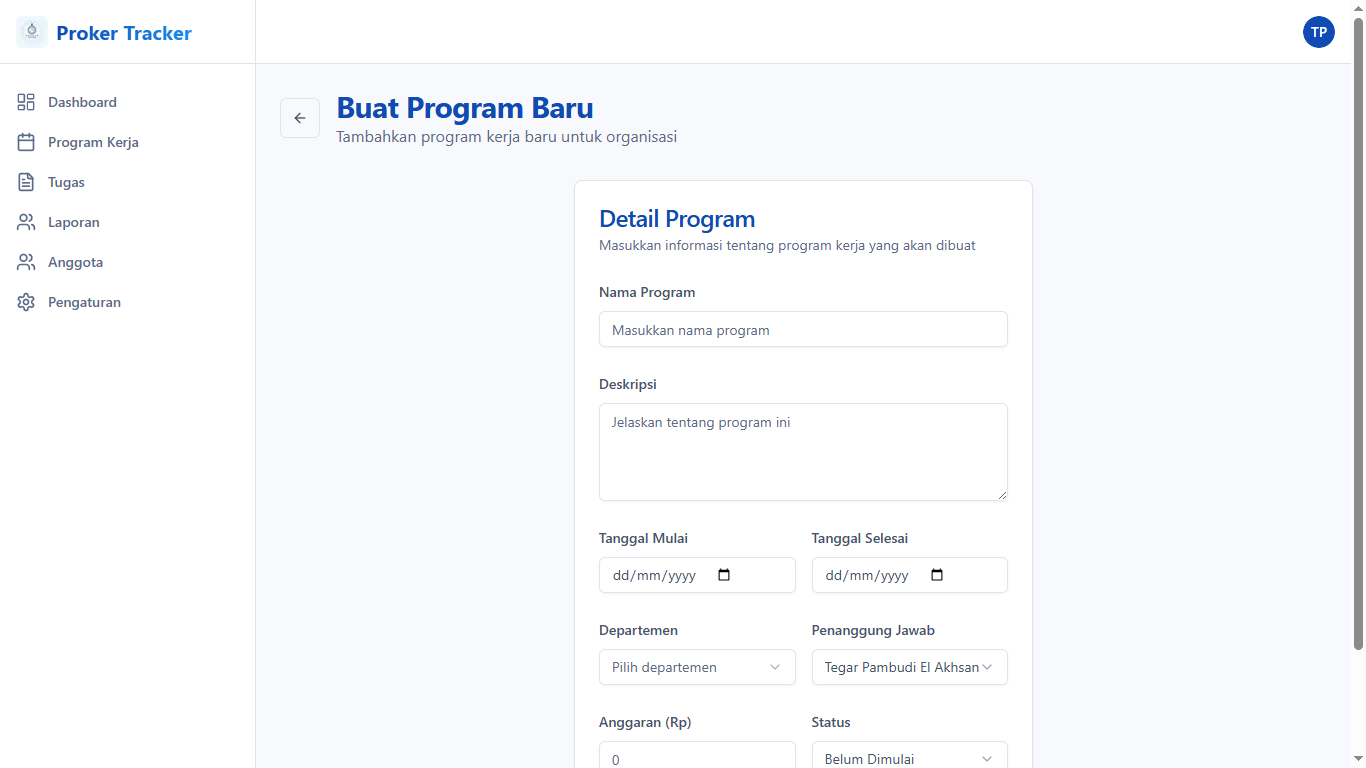 Proker Tracker
TP
Dashboard
Program Kerja
Tugas
Laporan
Anggota
Pengaturan
Buat Program Baru
Tambahkan program kerja baru untuk organisasi
Detail Program
Masukkan informasi tentang program kerja yang akan dibuat
Nama Program
Masukkan nama program
Deskripsi
Jelaskan tentang program ini
Tanggal Mulai
Tanggal Selesai
dd/mm/yyyy
dd/mm/yyyy
Departemen
Penanggung Jawab
Pilih departemen
Tegar Pambudi El Akhsan
Anggaran (Rp)
Status
0
Belum Dimulai